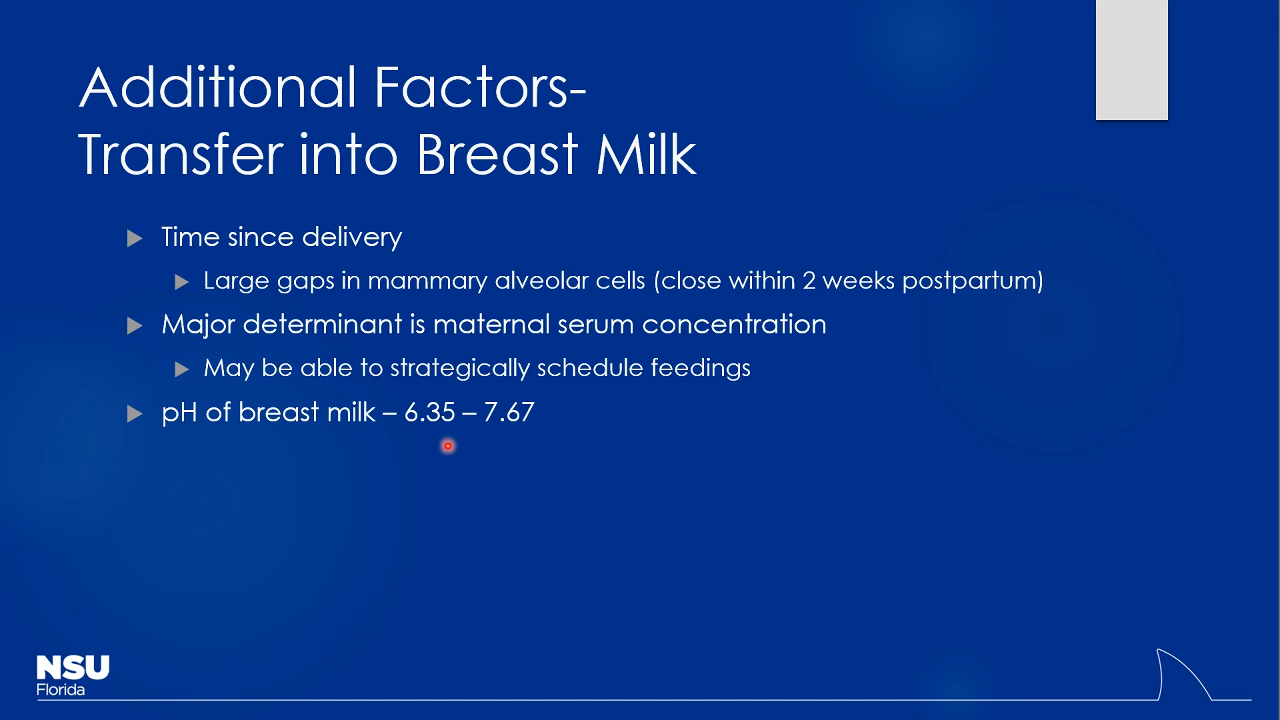 Additional Factors-
Transfer into Breast Milk
Time since delivery
Large gaps in mammary alveolar cells (close within 2 weeks postpartum)
Major determinant is maternal serum concentration
May be able to strategically schedule feedings
pH of breast milk – 6.35 – 7.67
NSU
Florida